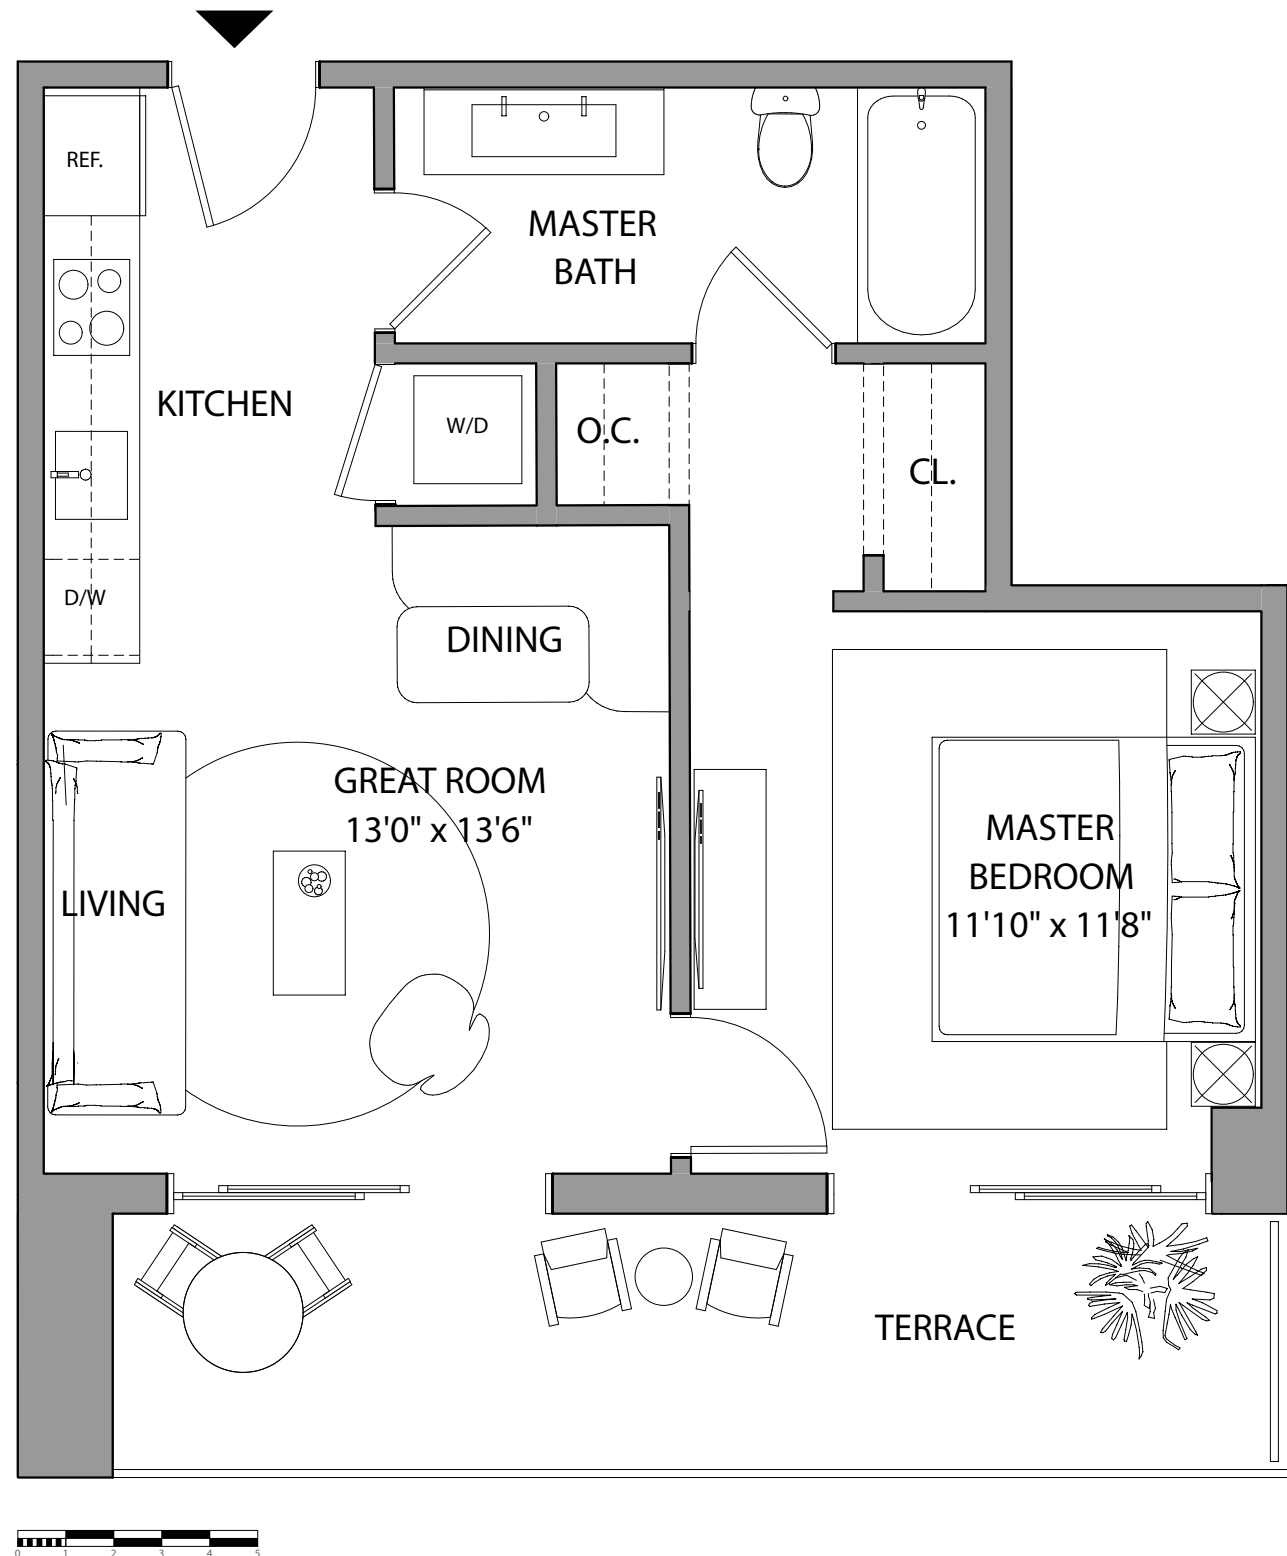 REF.
MASTER
BATH
KITCHEN
W/D
O.C.
CL.
D/W
DINING
GREAT ROOM
13'0" x 13'6"
MASTER
BEDROOM
11'10" x 11'8"
LIVING
TERRACE
0 1 2 3 4 5